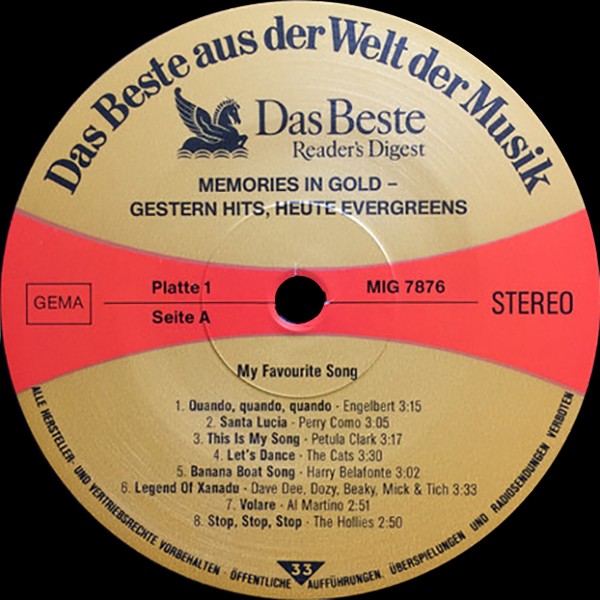 Das Beste aus der Welt der Musik
Das Beste
Reader's Digest
MEMORIES IN GOLD –
GESTERN HITS, HEUTE EVERGREENS
GEMA
Platte 1
Seite A
MIG 7876
STEREO
My Favourite Song
1. Quando, quando, quando · Engelbert 3:15
2. Santa Lucia · Perry Como 3:05
3. This Is My Song · Petula Clark 3:17
4. Let's Dance · The Cats 3:30
5. Banana Boat Song · Harry Belafonte 3:02
6. Legend Of Xanadu · Dave Dee, Dozy, Beaky, Mick & Tich 3:33
7. Volare · Al Martino 2:51
8. Stop, Stop, Stop · The Hollies 2:50
ALLE HERSTELLER- UND VERTRIEBSRECHTE VORBEHALTEN · ÖFFENTLICHE AUFFÜHRUNGEN, ÜBERSPIELUNGEN UND RADIOSENDUNGEN VERBOTEN
33